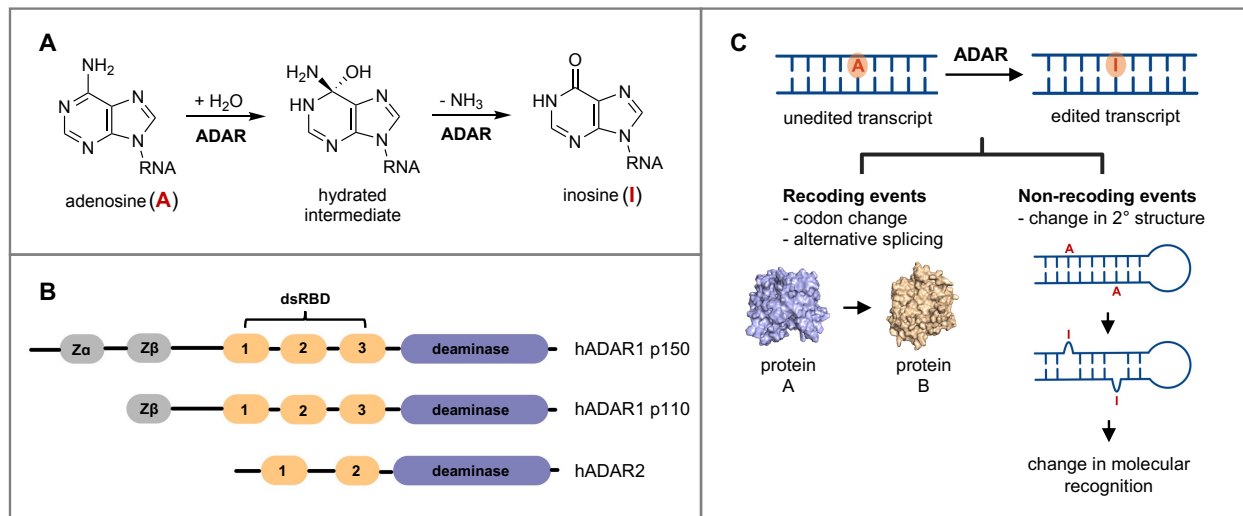 A
NH2
N
N
N
N
RNA
adenosine (A)
+ H2O
ADAR
H2N
OH
HN
N
N
N
RNA
hydrated
intermediate
- NH3
ADAR
O
HN
N
N
N
RNA
inosine (I)
B
dsRBD
Zα
Zβ
1
2
3
deaminase
hADAR1 p150
Zβ
1
2
3
deaminase
hADAR1 p110
1
2
deaminase
hADAR2
C
A
ADAR
I
unedited transcript
edited transcript
Recoding events
- codon change
- alternative splicing
protein
A
protein
B
Non-recoding events
- change in 2° structure
A
A
I
I
change in molecular
recognition